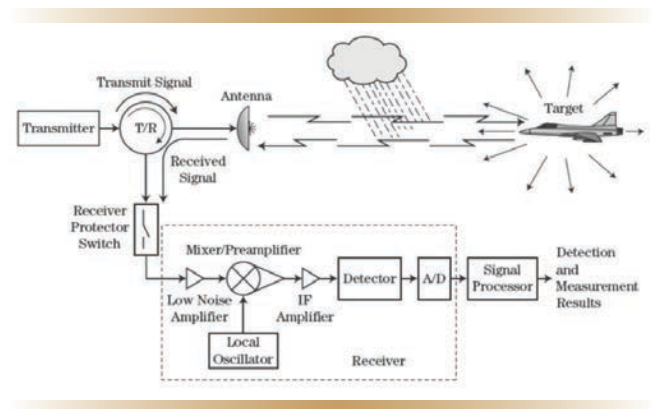 Transmit Signal
Antenna
Target
Transmitter
T/R
Received
Signal
Receiver
Protector
Switch
Mixer/Preamplifier
Detector
A/D
Signal
Processor
Detection
and
Measurement
Results
Low Noise
Amplifier
IF
Amplifier
Local
Oscillator
Receiver